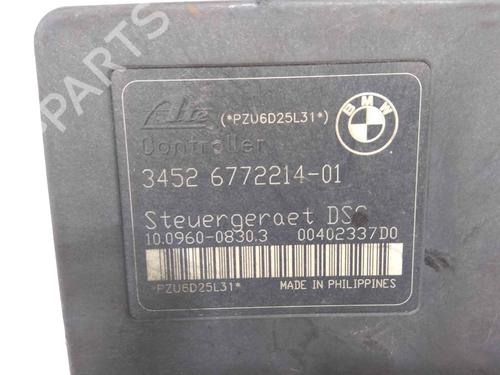 PARTS
Ate (*PZU6D25L31*) BMW
Controller
3452 6772214-01
Steuergeraet DSC
10.0960-0830.3 00402337D0
*PZU6D25L31* MADE IN PHILIPPINES